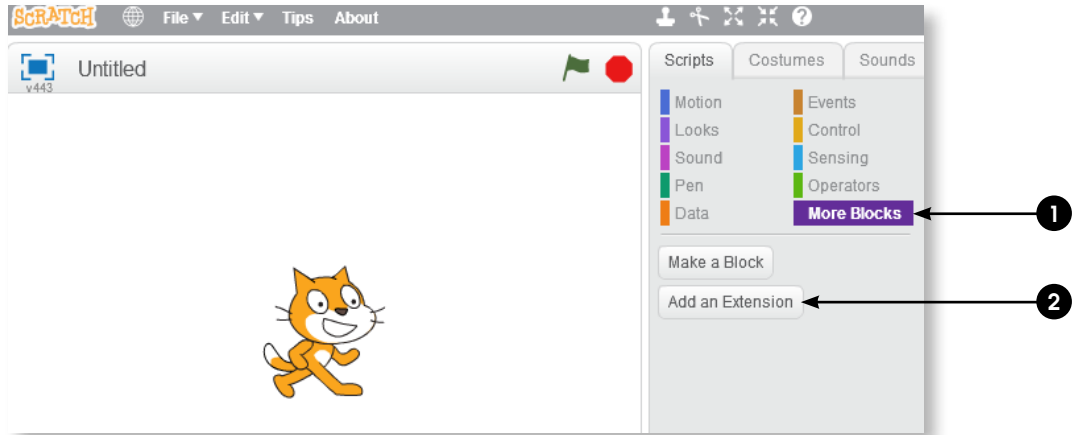 SCRATCH File Edit Tips About
v443 Untitled
Scripts Costumes Sounds
Motion Events
Looks Control
Sound Sensing
Pen Operators
Data More Blocks 1
Make a Block
Add an Extension 2